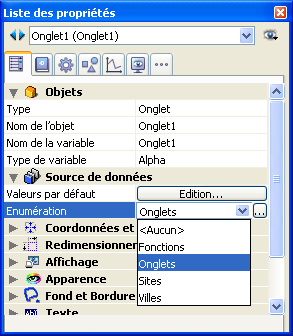 Liste des propriétés
Onglet1 (Onglet1)
Objets
Type Onglet
Nom de l'objet Onglet1
Nom de la variable Onglet1
Type de variable Alpha
Source de données
Valeurs par défaut Edition...
Enumération Onglets ...
<Aucun>
Coordonnées et
Fonctions
Redimensionner
Onglets
Affichage
Sites
Apparence
Villes
Fond et Bordure
Texte